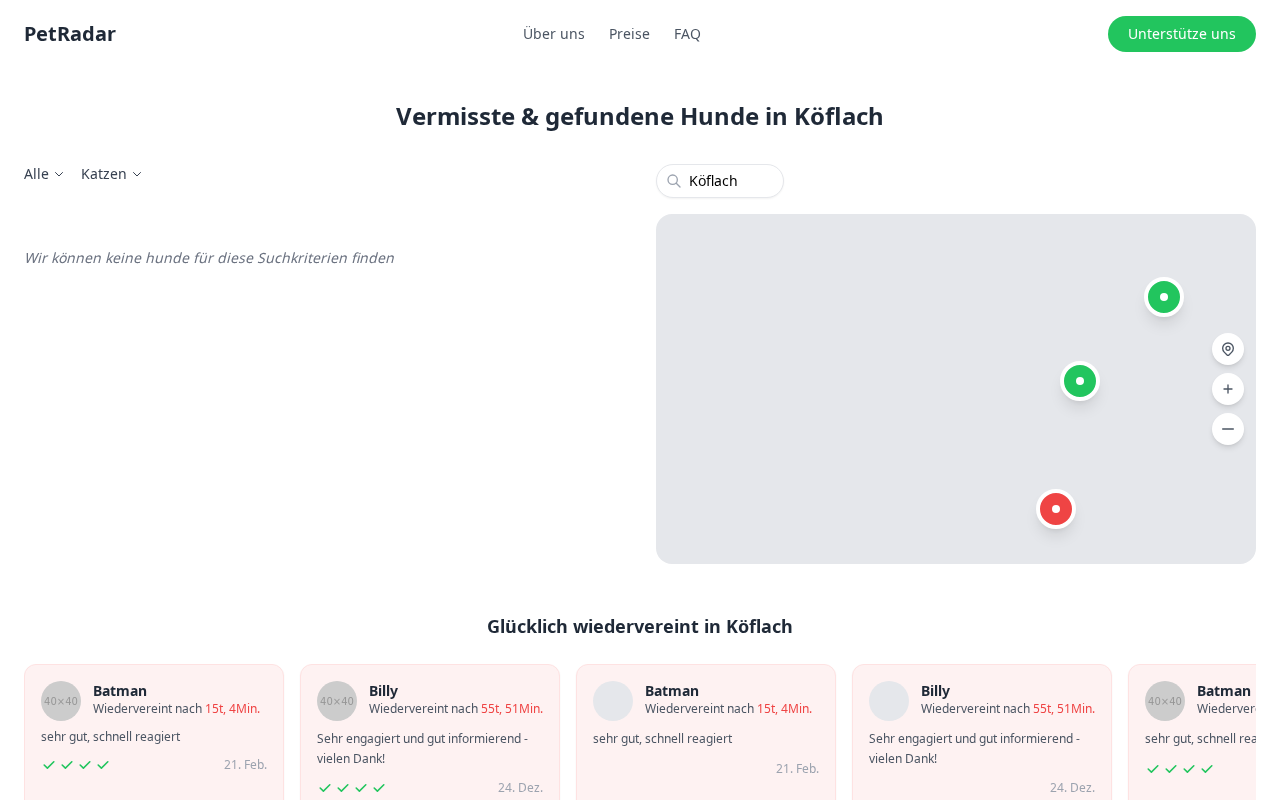 PetRadar
Über uns
Preise
FAQ
Unterstütze uns
Vermisste & gefundene Hunde in Köflach
Alle
Katzen
Köflach
Wir können keine hunde für diese Suchkriterien finden
Glücklich wiedervereint in Köflach
40×40
Batman
Wiedervereint nach 15t, 4Min.
sehr gut, schnell reagiert
21. Feb.
40×40
Billy
Wiedervereint nach 55t, 51Min.
Sehr engagiert und gut informierend -
vielen Dank!
24. Dez.
Batman
Wiedervereint nach 15t, 4Min.
sehr gut, schnell reagiert
21. Feb.
Billy
Wiedervereint nach 55t, 51Min.
Sehr engagiert und gut informierend -
vielen Dank!
24. Dez.
40×40
Batman
sehr gut, schnell